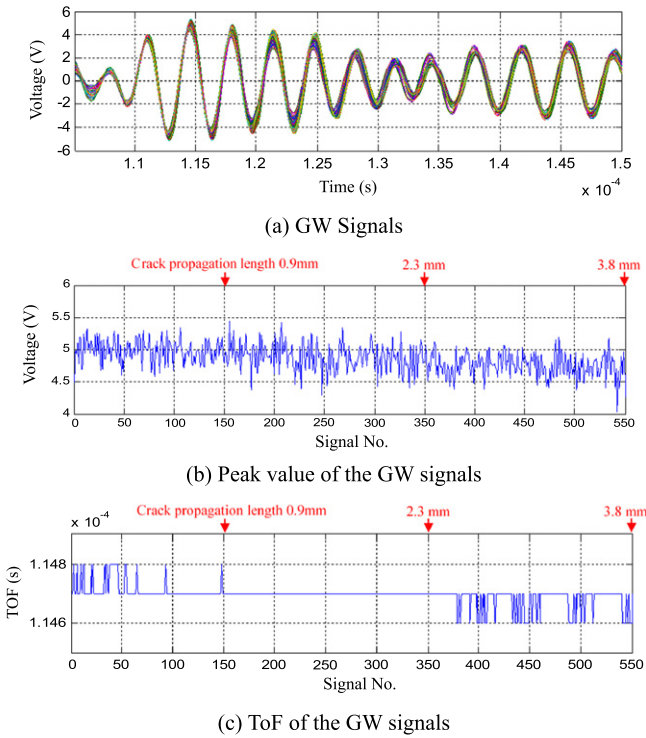 6
4
2
0
-2
-4
-6
Voltage (V)
1.1 1.15 1.2 1.25 1.3 1.35 1.4 1.45 1.5
Time (s)
x 10⁻⁴
(a) GW Signals
Crack propagation length 0.9mm 2.3 mm 3.8 mm
6
5.5
5
4.5
4
Voltage (V)
0 50 100 150 200 250 300 350 400 450 500 550
Signal No.
(b) Peak value of the GW signals
Crack propagation length 0.9mm 2.3 mm 3.8 mm
x 10⁻⁴
1.148
1.146
TOF (s)
0 50 100 150 200 250 300 350 400 450 500 550
Signal No.
(c) ToF of the GW signals